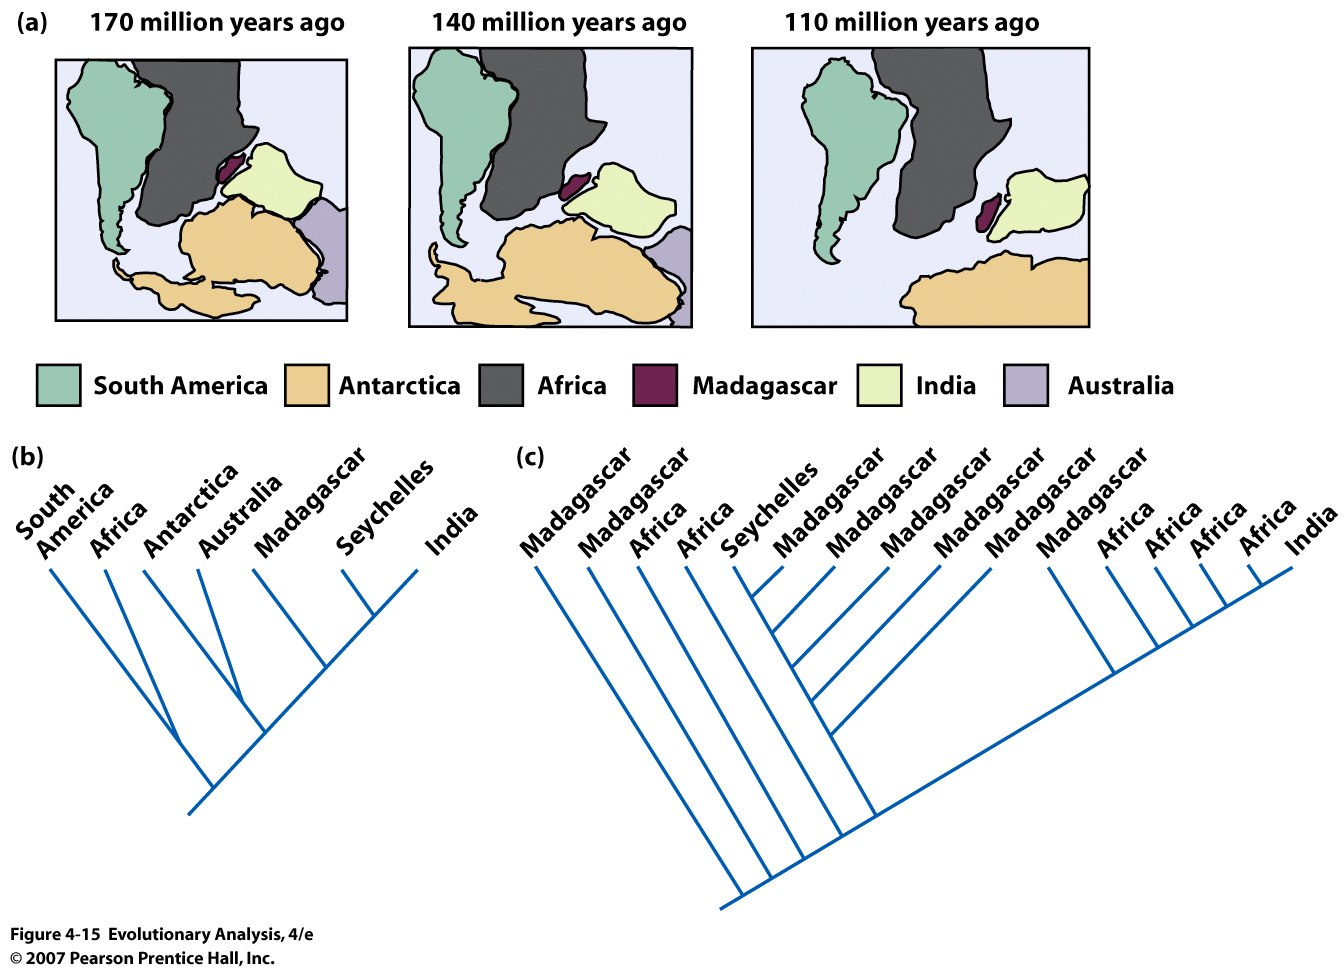 (a) 170 million years ago 140 million years ago 110 million years ago
South America Antarctica Africa Madagascar India Australia
(b)
South
America
Africa
Antarctica
Australia
Madagascar
Seychelles
India
(c)
Madagascar
Madagascar
Africa
Africa
Seychelles
Madagascar
Madagascar
Madagascar
Madagascar
Madagascar
Madagascar
Africa
Africa
Africa
Africa
India
Figure 4-15 Evolutionary Analysis, 4/e
© 2007 Pearson Prentice Hall, Inc.